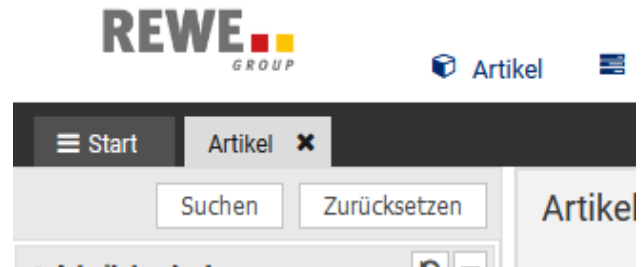 REWE
GROUP
Artikel
Start
Artikel
Suchen
Zurücksetzen
Artikel